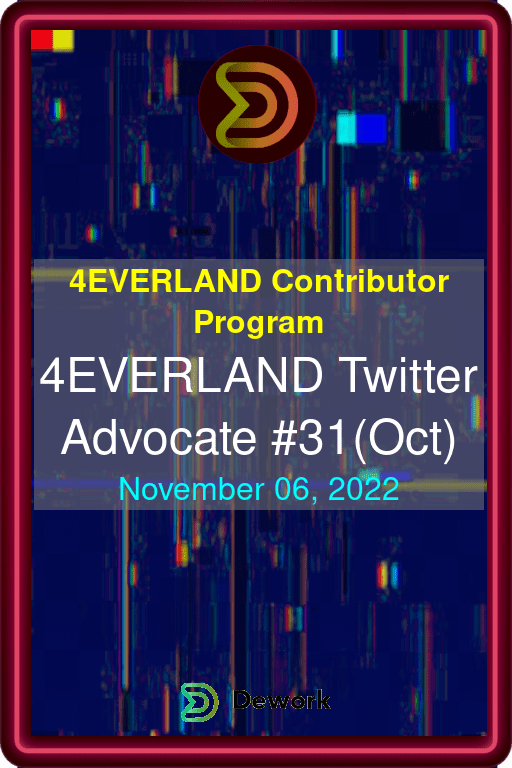 4EVERLAND Contributor
Program
4EVERLAND Twitter
Advocate #31(Oct)
November 06, 2022
Dework